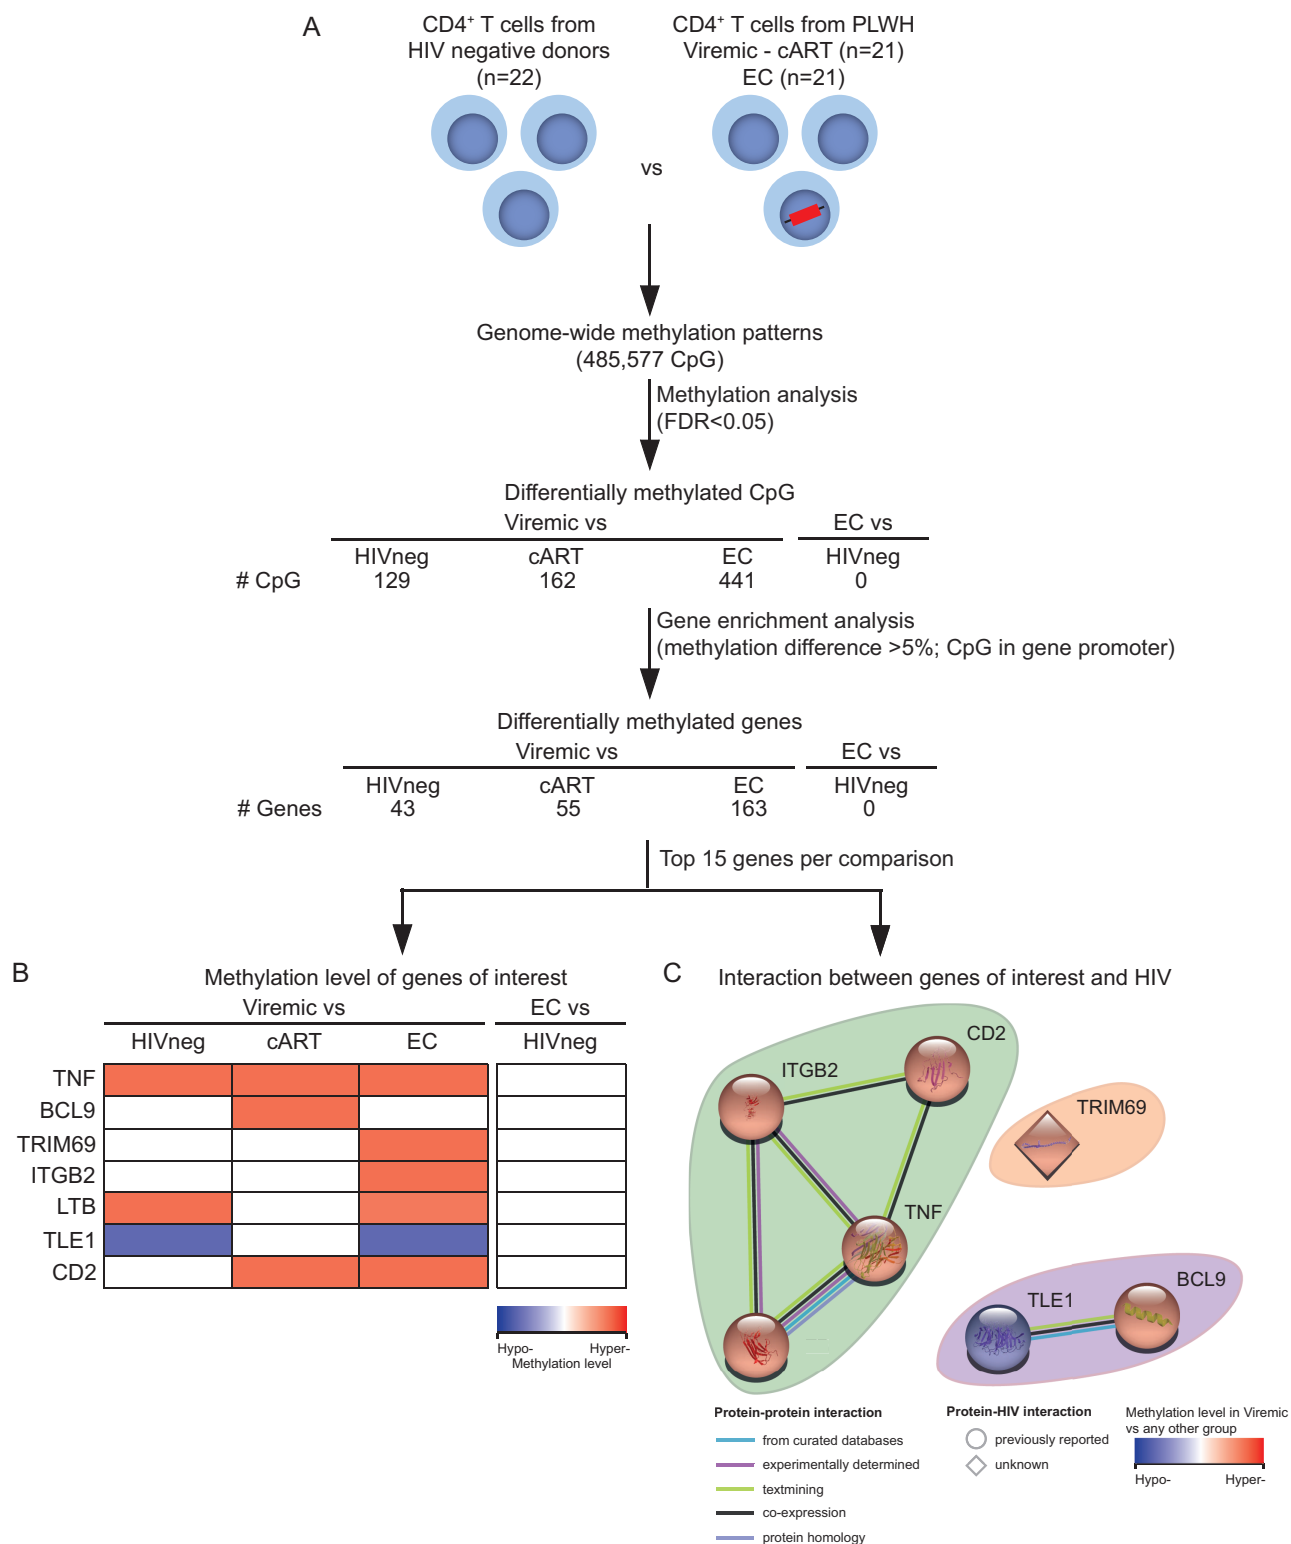 A
CD4+ T cells from
HIV negative donors
(n=22)
CD4+ T cells from PLWH
Viremic - cART (n=21)
EC (n=21)
vs
Genome-wide methylation patterns
(485,577 CpG)
Methylation analysis
(FDR<0.05)
Differentially methylated CpG
Viremic vs EC vs
HIVneg cART EC HIVneg
# CpG 129 162 441 0
Gene enrichment analysis
(methylation difference >5%; CpG in gene promoter)
Differentially methylated genes
Viremic vs EC vs
HIVneg cART EC HIVneg
# Genes 43 55 163 0
Top 15 genes per comparison
B
Methylation level of genes of interest
Viremic vs EC vs
HIVneg cART EC HIVneg
TNF
BCL9
TRIM69
ITGB2
LTB
TLE1
CD2
Hypo- Hyper-
Methylation level
C
Interaction between genes of interest and HIV
CD2
ITGB2
TRIM69
TNF
BCL9
TLE1
Protein-protein interaction
from curated databases
experimentally determined
textmining
co-expression
protein homology
Protein-HIV interaction
previously reported
unknown
Methylation level in Viremic
vs any other group
Hypo- Hyper-